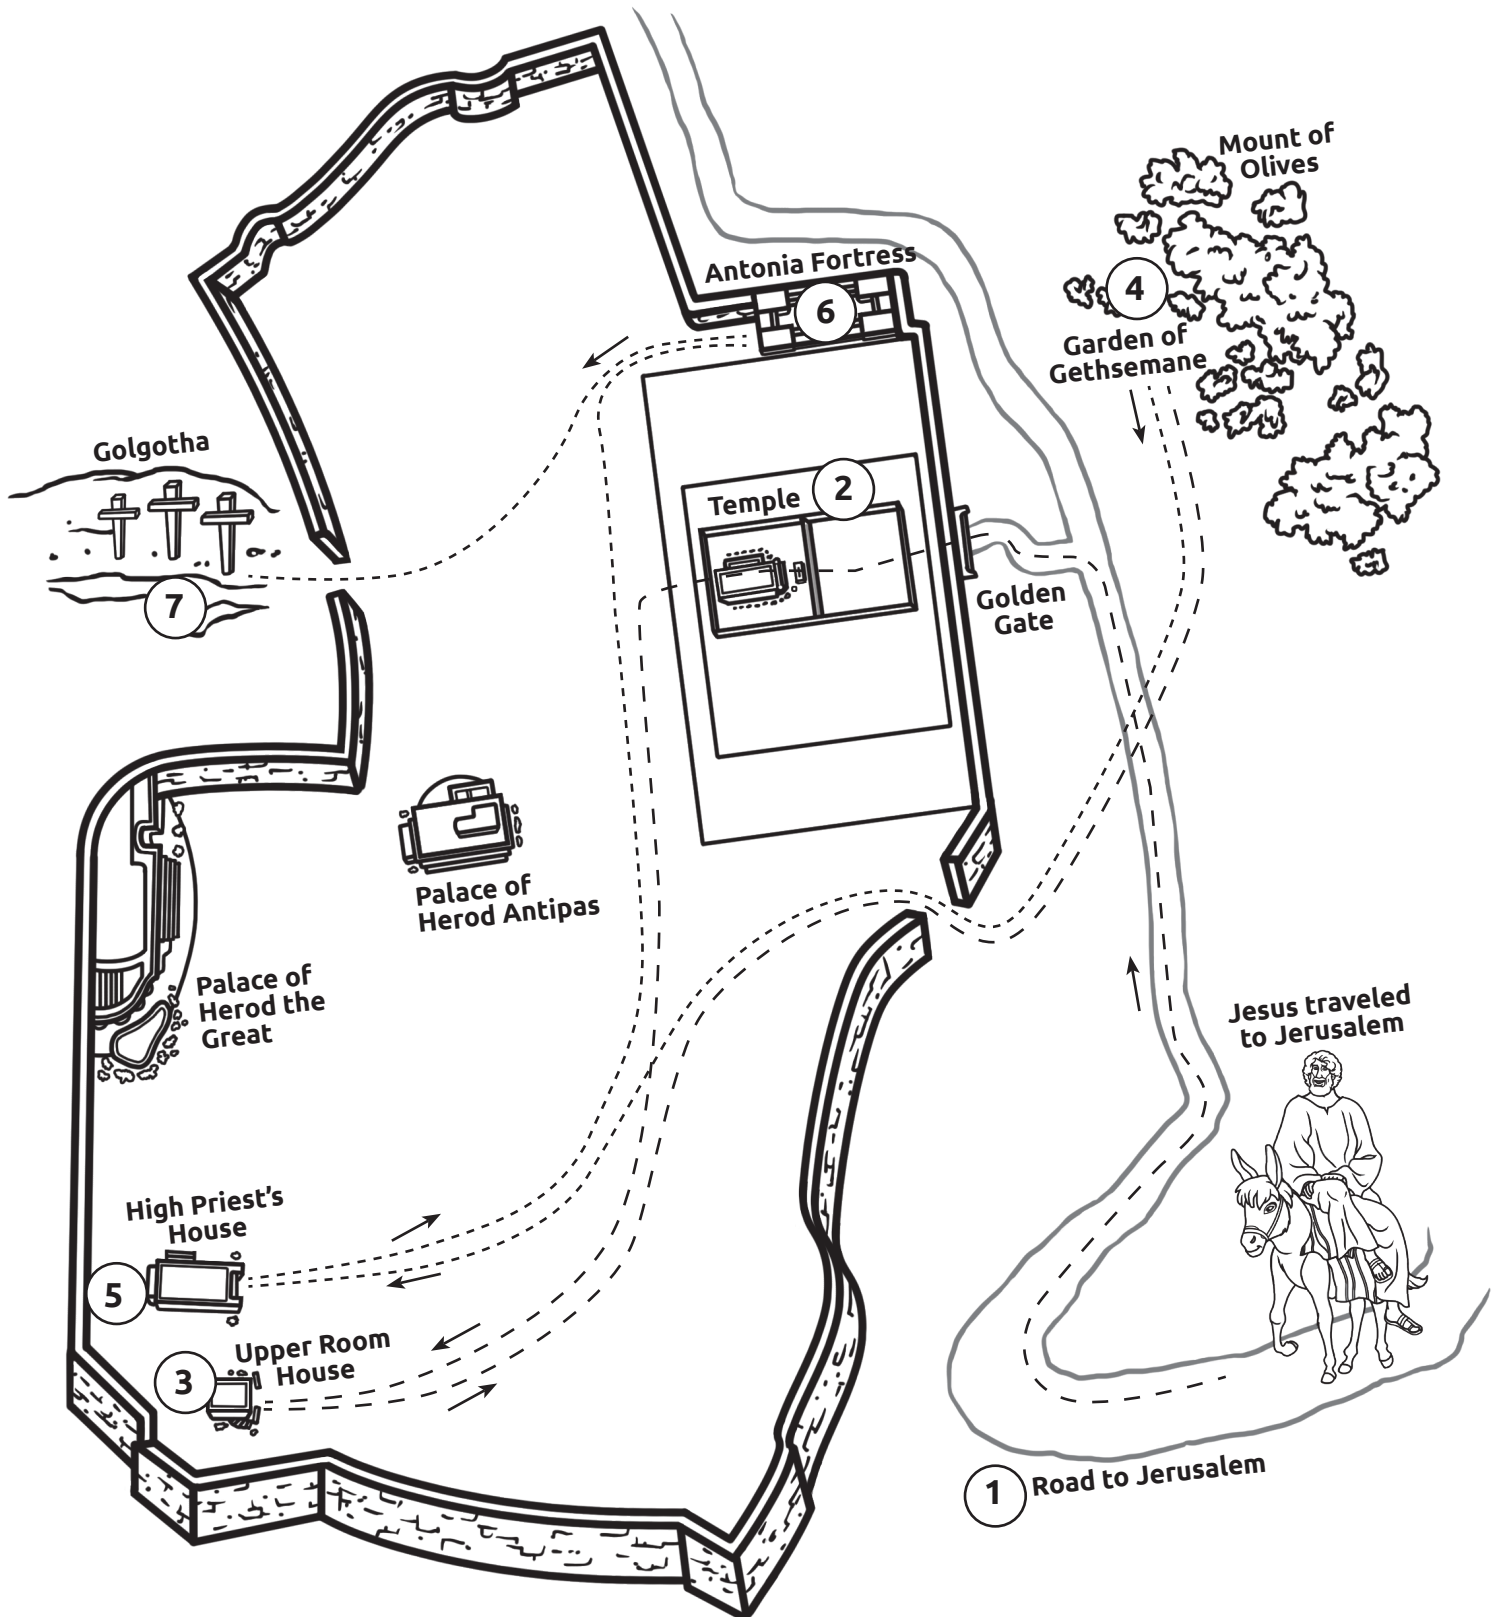 Mount of
Olives
Antonia Fortress
6
4
Garden of
Gethsemane
Golgotha
Temple
2
7
Golden
Gate
Palace of
Herod Antipas
Palace of
Herod the
Great
Jesus traveled
to Jerusalem
High Priest's
House
5
Upper Room
House
3
1
Road to Jerusalem